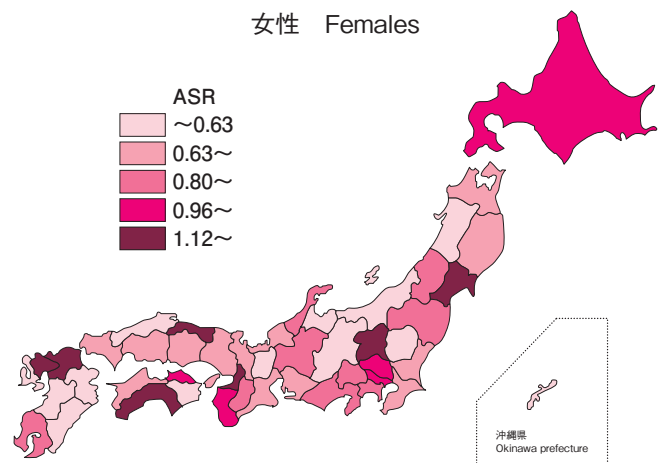 女性　Females
ASR
～0.63
0.63～
0.80～
0.96～
1.12～
沖縄県
Okinawa prefecture